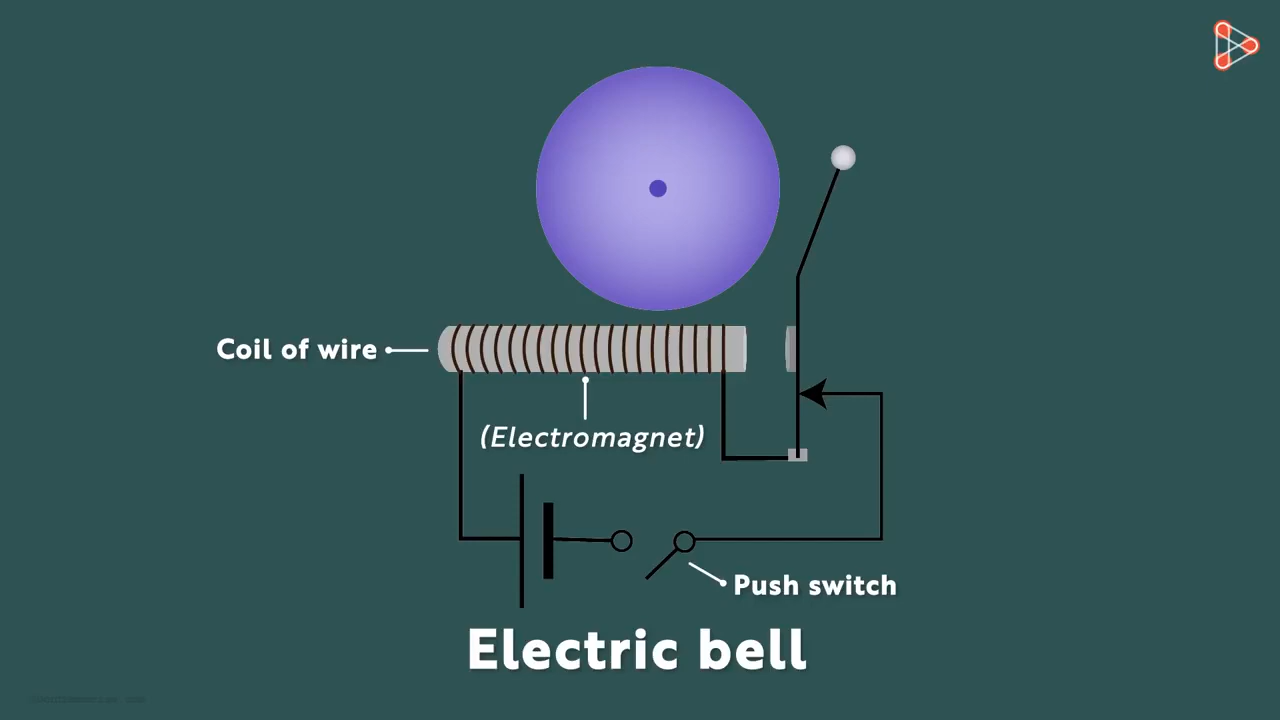 Coil of wire
(Electromagnet)
Push switch
Electric bell